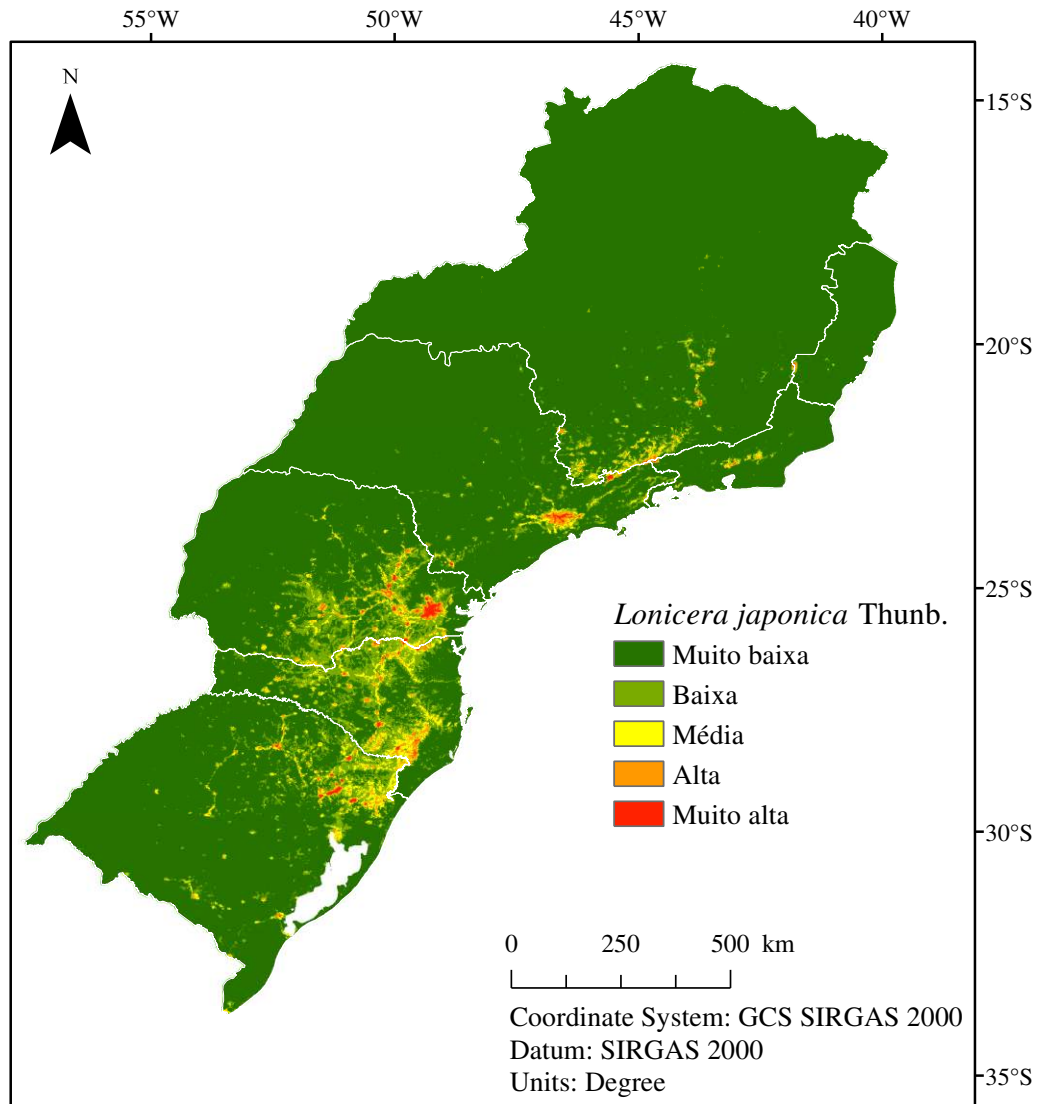 55°W 50°W 45°W 40°W
N
15°S
20°S
25°S
30°S
35°S
Lonicera japonica Thunb.
Muito baixa
Baixa
Média
Alta
Muito alta
0 250 500 km
Coordinate System: GCS SIRGAS 2000
Datum: SIRGAS 2000
Units: Degree